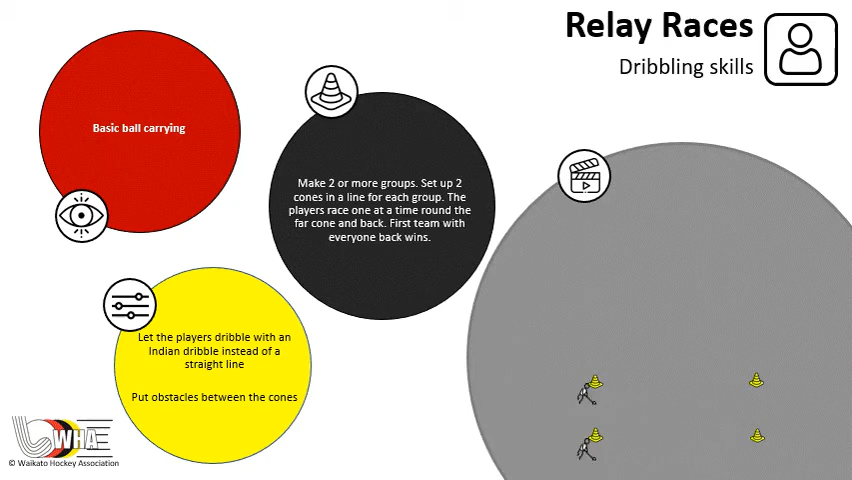 Relay Races
Dribbling skills
Basic ball carrying
Make 2 or more groups. Set up 2
cones in a line for each group. The
players race one at a time round the
far cone and back. First team with
everyone back wins.
Let the players dribble with an
Indian dribble instead of a
straight line
Put obstacles between the cones
WHA
© Waikato Hockey Association